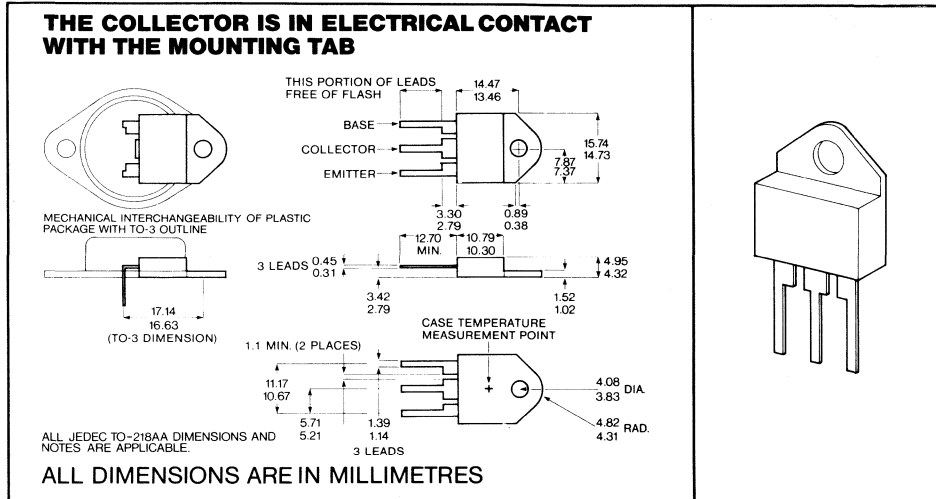 THE COLLECTOR IS IN ELECTRICAL CONTACT
WITH THE MOUNTING TAB
THIS PORTION OF LEADS
FREE OF FLASH
14.47
13.46
BASE
COLLECTOR
EMITTER
15.74
14.73
7.87
7.37
3.30
2.79
0.89
0.38
MECHANICAL INTERCHANGEABILITY OF PLASTIC
PACKAGE WITH TO-3 OUTLINE
12.70
MIN.
10.79
10.30
3 LEADS
0.45
0.31
4.95
4.32
3.42
2.79
1.52
1.02
17.14
16.63
(TO-3 DIMENSION)
CASE TEMPERATURE
MEASUREMENT POINT
1.1 MIN. (2 PLACES)
11.17
10.67
4.08
3.83
DIA.
5.71
5.21
1.39
1.14
3 LEADS
4.82
4.31
RAD.
ALL JEDEC TO-218AA DIMENSIONS AND
NOTES ARE APPLICABLE.
ALL DIMENSIONS ARE IN MILLIMETRES